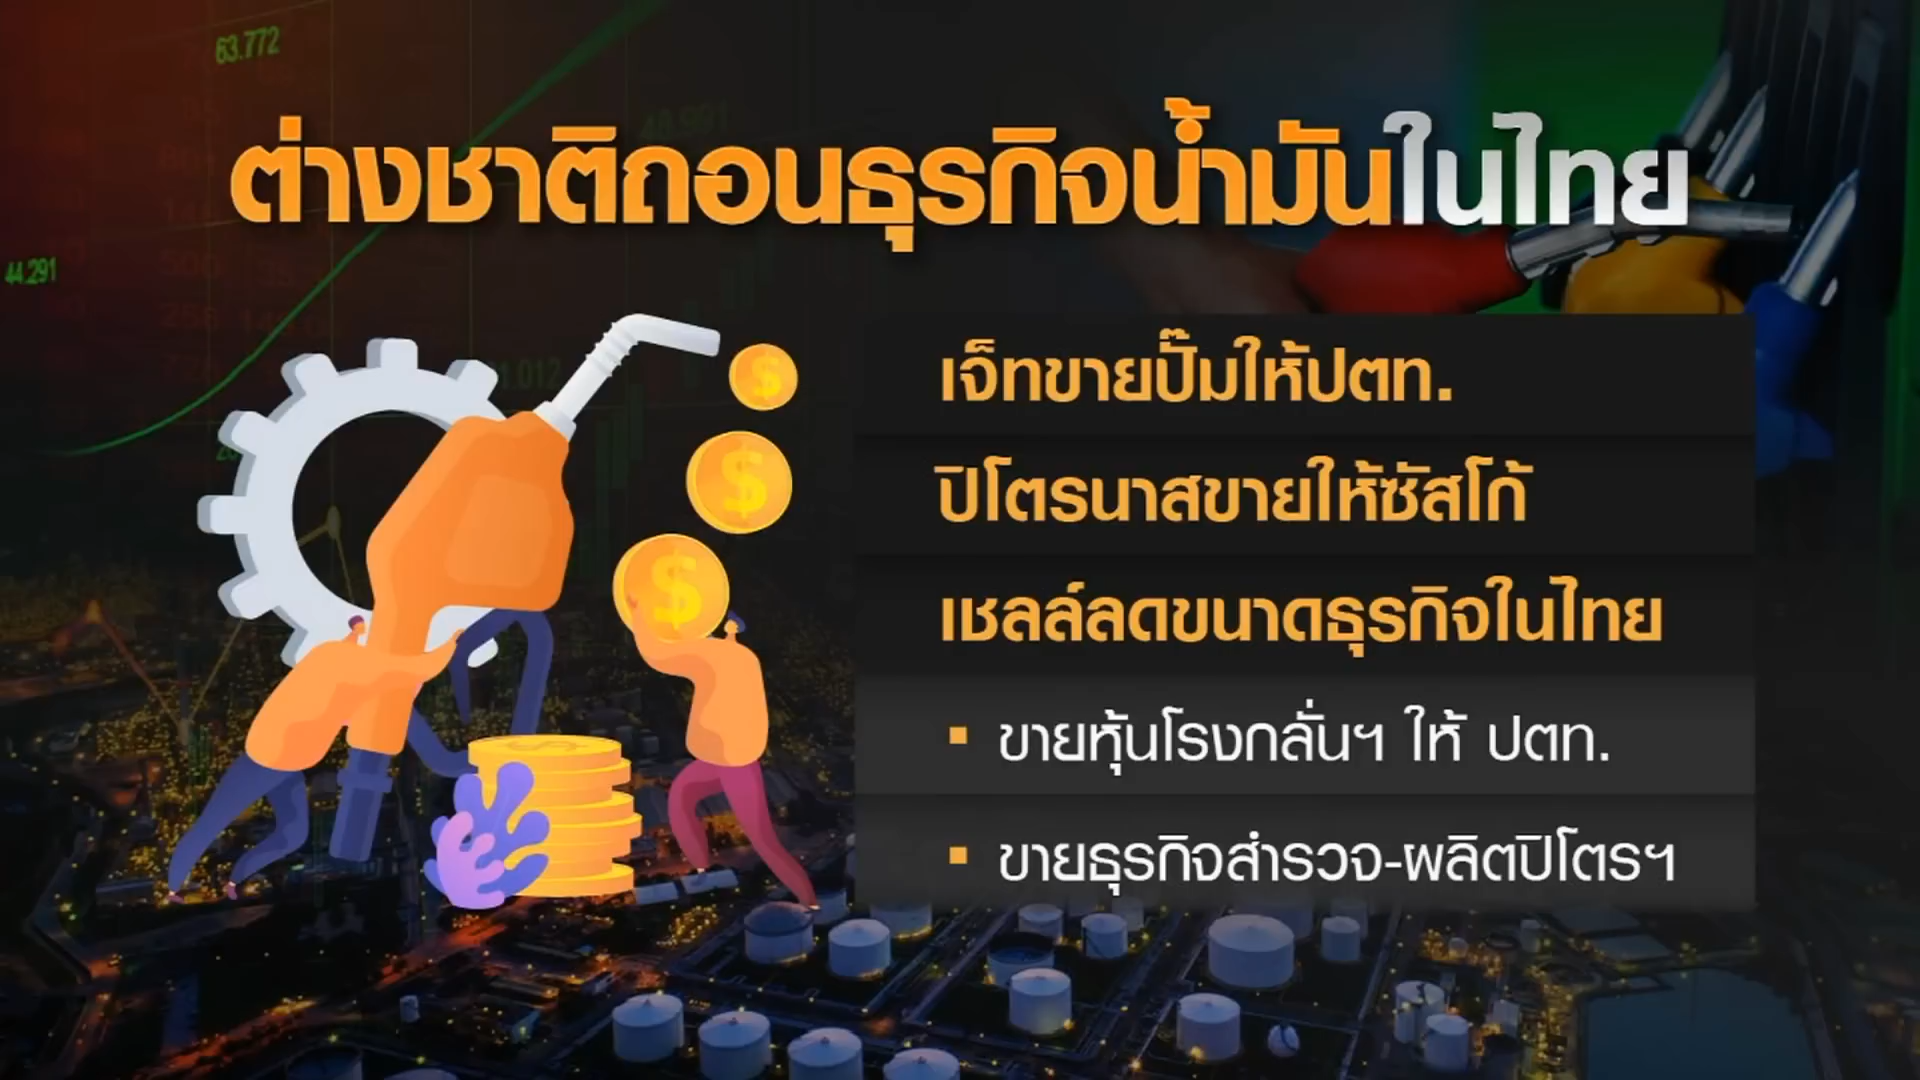 63.772
ต่างชาติถอนธุรกิจน้ำมันในไทย
44.291
เจ็ทขายปั๊มให้ปตท.
ปิโตรนาสขายให้ซัสโก้
เชลล์ลดขนาดธุรกิจในไทย
▪ ขายหุ้นโรงกลั่นฯ ให้ ปตท.
▪ ขายธุรกิจสำรวจ-ผลิตปิโตรฯ